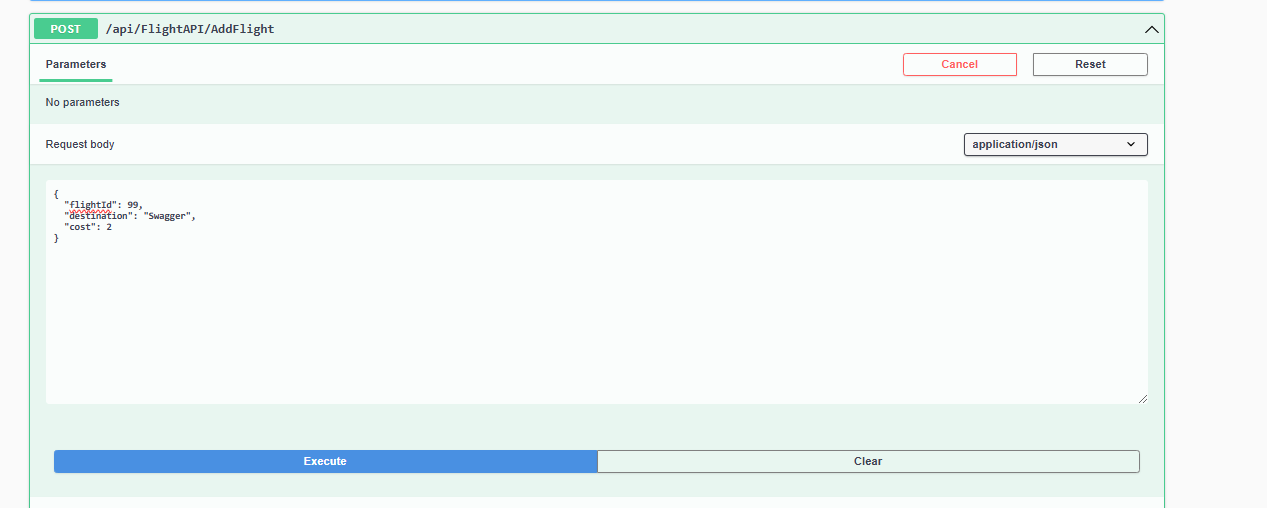 POST /api/FlightAPI/AddFlight
Parameters Cancel Reset
No parameters
Request body application/json
{
  "flightId": 99,
  "destination": "Swagger",
  "cost": 2
}
Execute Clear